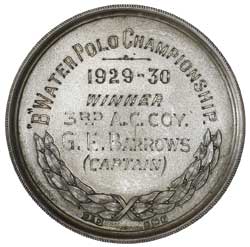 "B" WATER POLO CHAMPIONSHIP.
1929-30
WINNER
3RD A.C. COY.
G. F. BARROWS
(CAPTAIN)